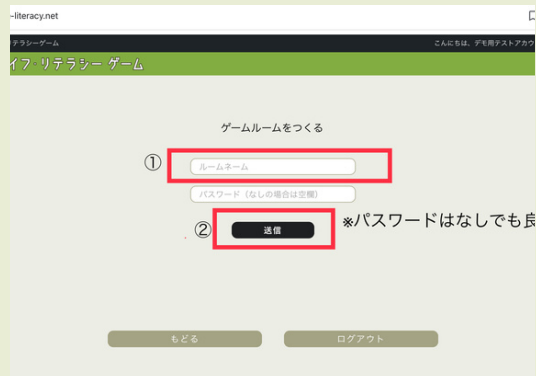 -literacy.net
リテラシーゲーム
こんにちは、デモ用テストアカウ
イフ・リテラシー ゲーム
ゲームルームをつくる
①
ルームネーム
パスワード（なしの場合は空欄）
②
送信
※パスワードはなしでも良
もどる
ログアウト